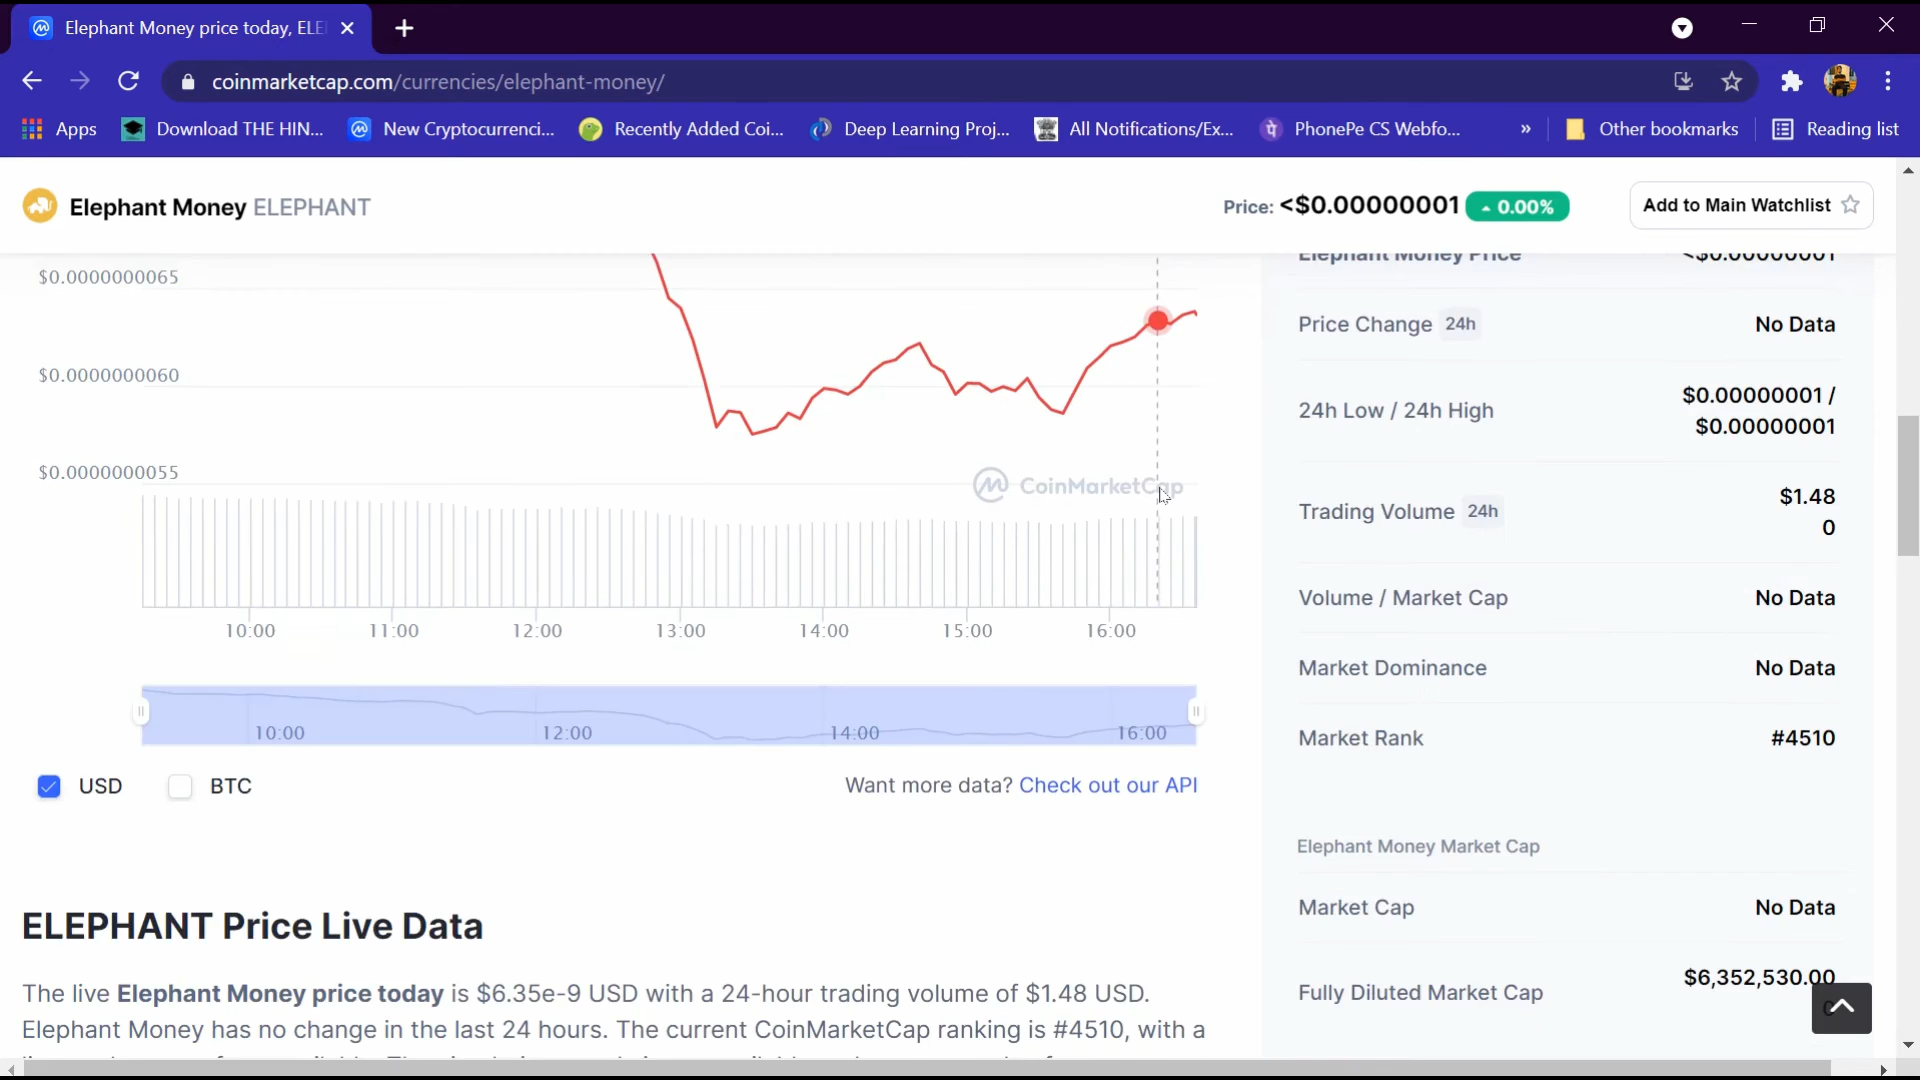 Elephant Money price today, ELE
coinmarketcap.com/currencies/elephant-money/
Apps
Download THE HIN...
New Cryptocurrenci...
Recently Added Coi...
Deep Learning Proj...
All Notifications/Ex...
PhonePe CS Webfo...
»
Other bookmarks
Reading list
Elephant Money ELEPHANT
Price: <$0.00000001
0.00%
Add to Main Watchlist
$0.0000000065
$0.0000000060
$0.0000000055
CoinMarketCap
10:00 11:00 12:00 13:00 14:00 15:00 16:00
10:00 12:00 14:00 16:00
USD
BTC
Want more data? Check out our API
ELEPHANT Price Live Data
The live Elephant Money price today is $6.35e-9 USD with a 24-hour trading volume of $1.48 USD.
Elephant Money has no change in the last 24 hours. The current CoinMarketCap ranking is #4510, with a
Elephant Money Price <$0.00000001
Price Change 24h No Data
24h Low / 24h High $0.00000001 /
$0.00000001
Trading Volume 24h $1.48
0
Volume / Market Cap No Data
Market Dominance No Data
Market Rank #4510
Elephant Money Market Cap
Market Cap No Data
Fully Diluted Market Cap $6,352,530.00